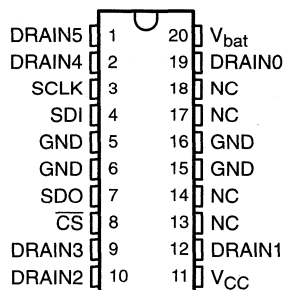 DRAIN5 1 20 Vbat
DRAIN4 2 19 DRAIN0
SCLK 3 18 NC
SDI 4 17 NC
GND 5 16 GND
GND 6 15 GND
SDO 7 14 NC
C̅S̅ 8 13 NC
DRAIN3 9 12 DRAIN1
DRAIN2 10 11 VCC